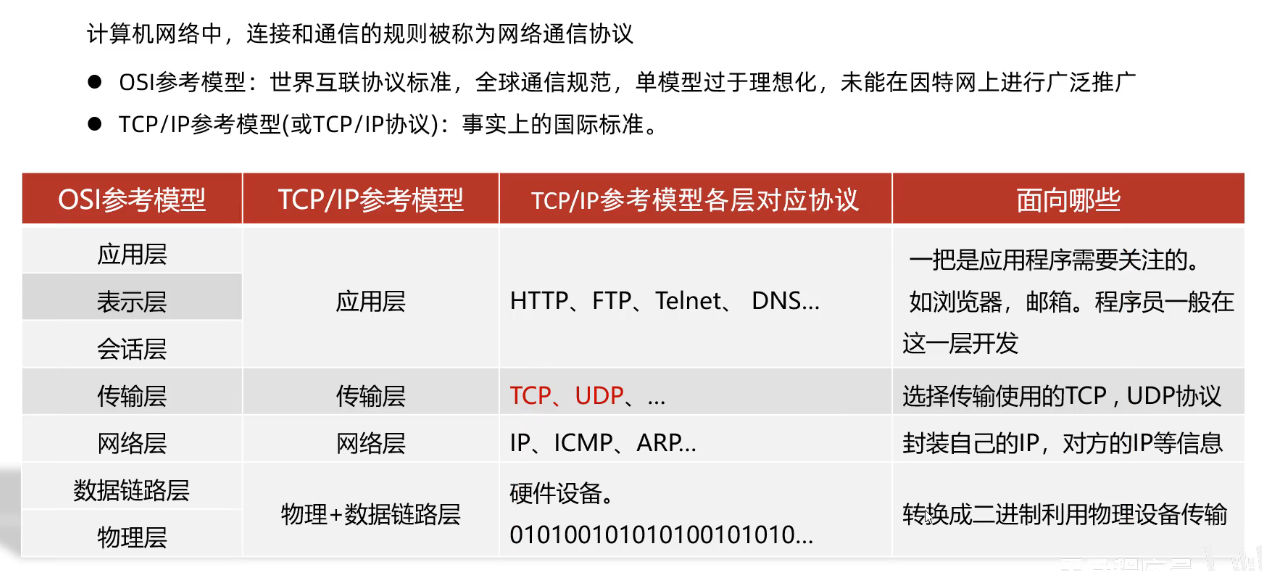 计算机网络中，连接和通信的规则被称为网络通信协议
● OSI参考模型：世界互联协议标准，全球通信规范，单模型过于理想化，未能在因特网上进行广泛推广
● TCP/IP参考模型(或TCP/IP协议)：事实上的国际标准。
OSI参考模型 TCP/IP参考模型 TCP/IP参考模型各层对应协议 面向哪些
应用层
表示层
会话层
应用层
HTTP、FTP、Telnet、 DNS...
一把是应用程序需要关注的。
如浏览器，邮箱。程序员一般在
这一层开发
传输层 传输层 TCP、UDP、... 选择传输使用的TCP , UDP协议
网络层 网络层 IP、ICMP、ARP... 封装自己的IP，对方的IP等信息
数据链路层
物理层
物理+数据链路层
硬件设备。
010100101010100101010...
转换成二进制利用物理设备传输